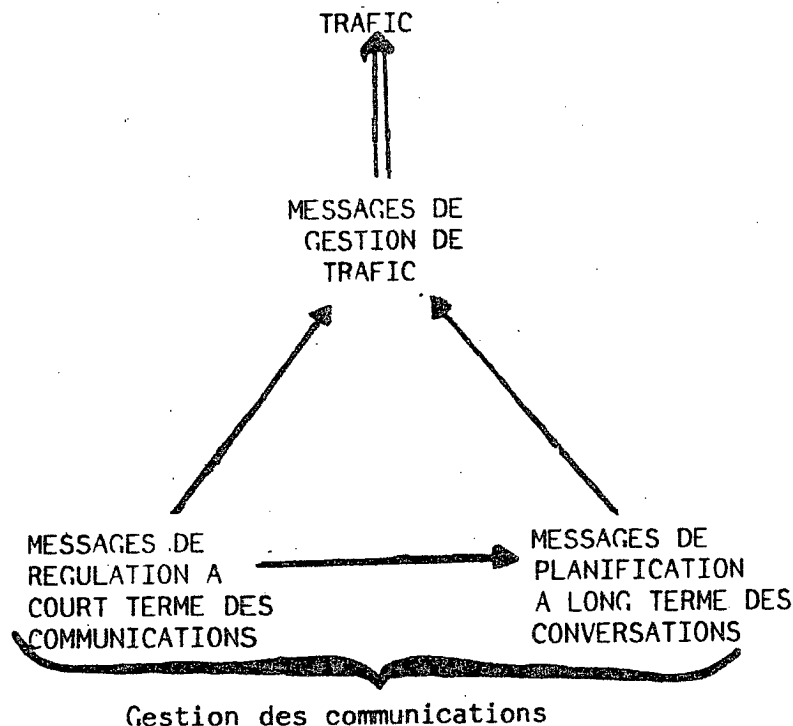 TRAFIC
MESSAGES DE
GESTION DE
TRAFIC
MESSAGES DE
REGULATION A
COURT TERME DES
COMMUNICATIONS
MESSAGES DE
PLANIFICATION
A LONG TERME DES
CONVERSATIONS
Gestion des communications